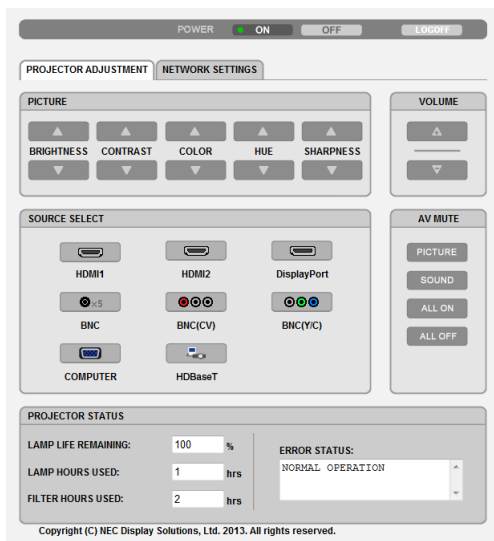 POWER ON OFF LOGOFF
PROJECTOR ADJUSTMENT NETWORK SETTINGS
PICTURE
BRIGHTNESS CONTRAST COLOR HUE SHARPNESS
VOLUME
SOURCE SELECT
HDMI1 HDMI2 DisplayPort
×5
BNC BNC(CV) BNC(Y/C)
COMPUTER HDBaseT
AV MUTE
PICTURE
SOUND
ALL ON
ALL OFF
PROJECTOR STATUS
LAMP LIFE REMAINING: 100 %
LAMP HOURS USED: 1 hrs
FILTER HOURS USED: 2 hrs
ERROR STATUS:
NORMAL OPERATION
Copyright (C) NEC Display Solutions, Ltd. 2013. All rights reserved.